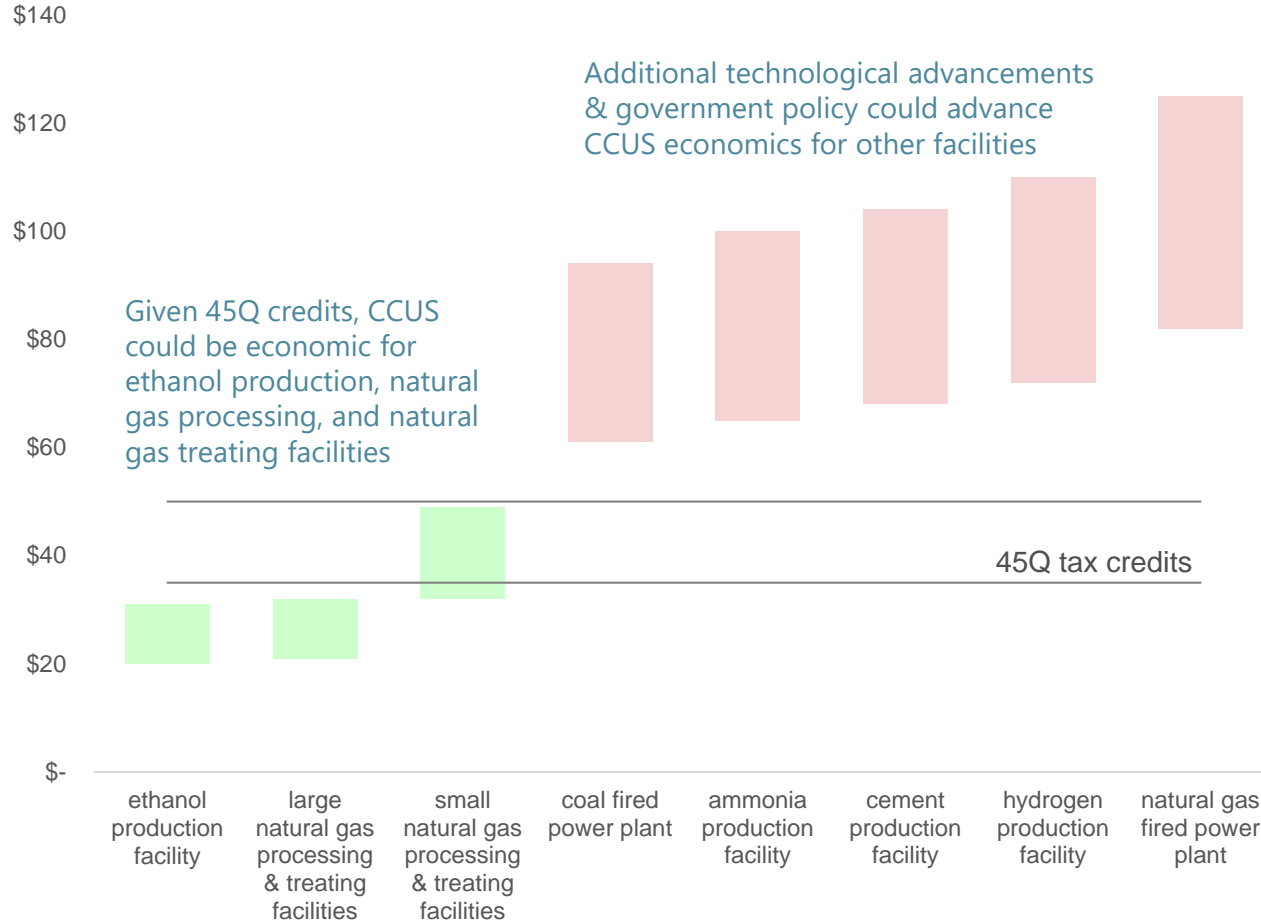 $140
$120
$100
$80
$60
$40
$20
$-
Additional technological advancements
& government policy could advance
CCUS economics for other facilities
Given 45Q credits, CCUS
could be economic for
ethanol production, natural
gas processing, and natural
gas treating facilities
45Q tax credits
ethanol
production
facility
large
natural gas
processing
& treating
facilities
small
natural gas
processing
& treating
facilities
coal fired
power plant
ammonia
production
facility
cement
production
facility
hydrogen
production
facility
natural gas
fired power
plant